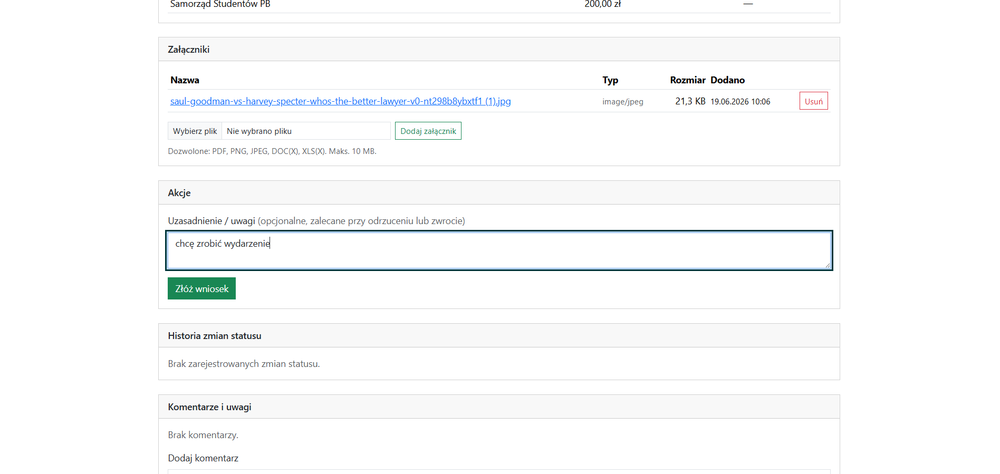 Samorząd Studentów PB 200,00 zł —
Załączniki
Nazwa Typ Rozmiar Dodano
saul-goodman-vs-harvey-specter-whos-the-better-lawyer-v0-nt298b8ybxtf1 (1).jpg image/jpeg 21,3 KB 19.06.2026 10:06 Usuń
Wybierz plik Nie wybrano pliku Dodaj załącznik
Dozwolone: PDF, PNG, JPEG, DOC(X), XLS(X). Maks. 10 MB.
Akcje
Uzasadnienie / uwagi (opcjonalne, zalecane przy odrzuceniu lub zwrocie)
chcę zrobić wydarzenie
Złóż wniosek
Historia zmian statusu
Brak zarejestrowanych zmian statusu.
Komentarze i uwagi
Brak komentarzy.
Dodaj komentarz